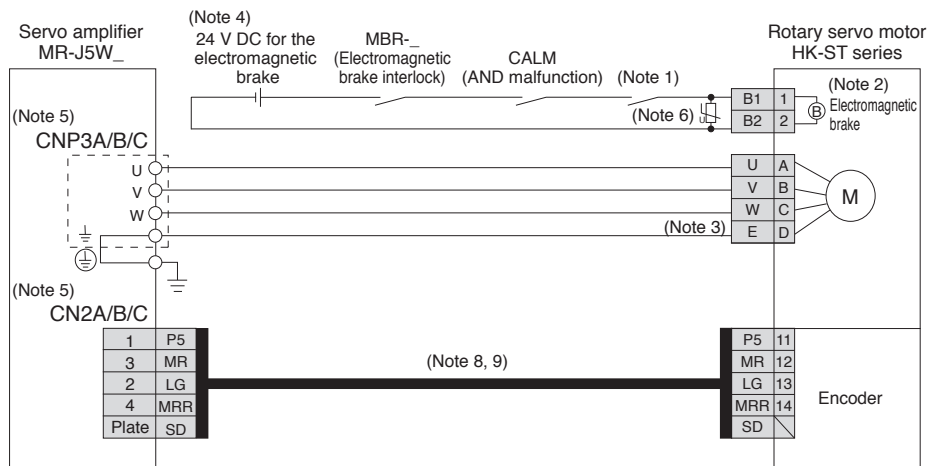 Servo amplifier
MR-J5W_
(Note 4)
24 V DC for the
electromagnetic
brake
MBR-_
(Electromagnetic
brake interlock)
CALM
(AND malfunction)
(Note 1)
Rotary servo motor
HK-ST series
B1 1
B2 2
(Note 6)
U
B
(Note 2)
Electromagnetic
brake
(Note 5)
CNP3A/B/C
U
V
W
(Note 3)
U A
V B
W C
E D
M
(Note 5)
CN2A/B/C
1 P5
3 MR
2 LG
4 MRR
Plate SD
(Note 8, 9)
P5 11
MR 12
LG 13
MRR 14
SD
Encoder